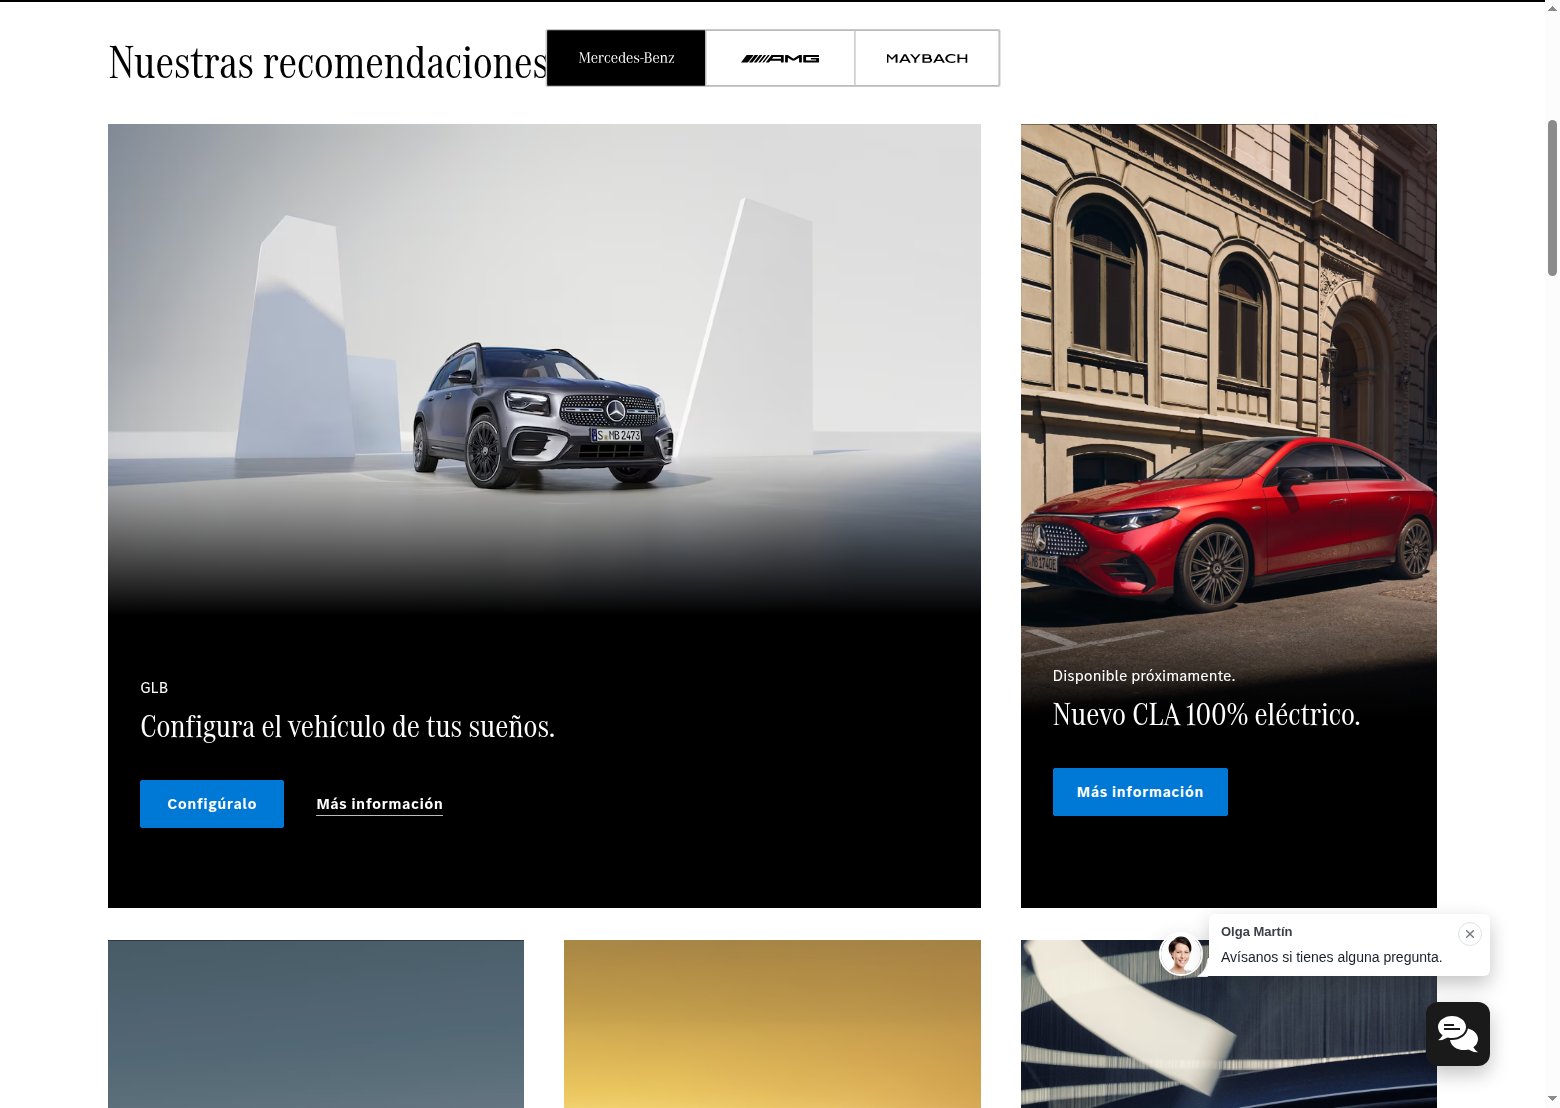 Nuestras recomendaciones
Mercedes-Benz
AMG
MAYBACH
S MB 2473
GLB
Configura el vehículo de tus sueños.
Configúralo
Más información
Disponible próximamente.
Nuevo CLA 100% eléctrico.
Más información
Olga Martín
Avísanos si tienes alguna pregunta.